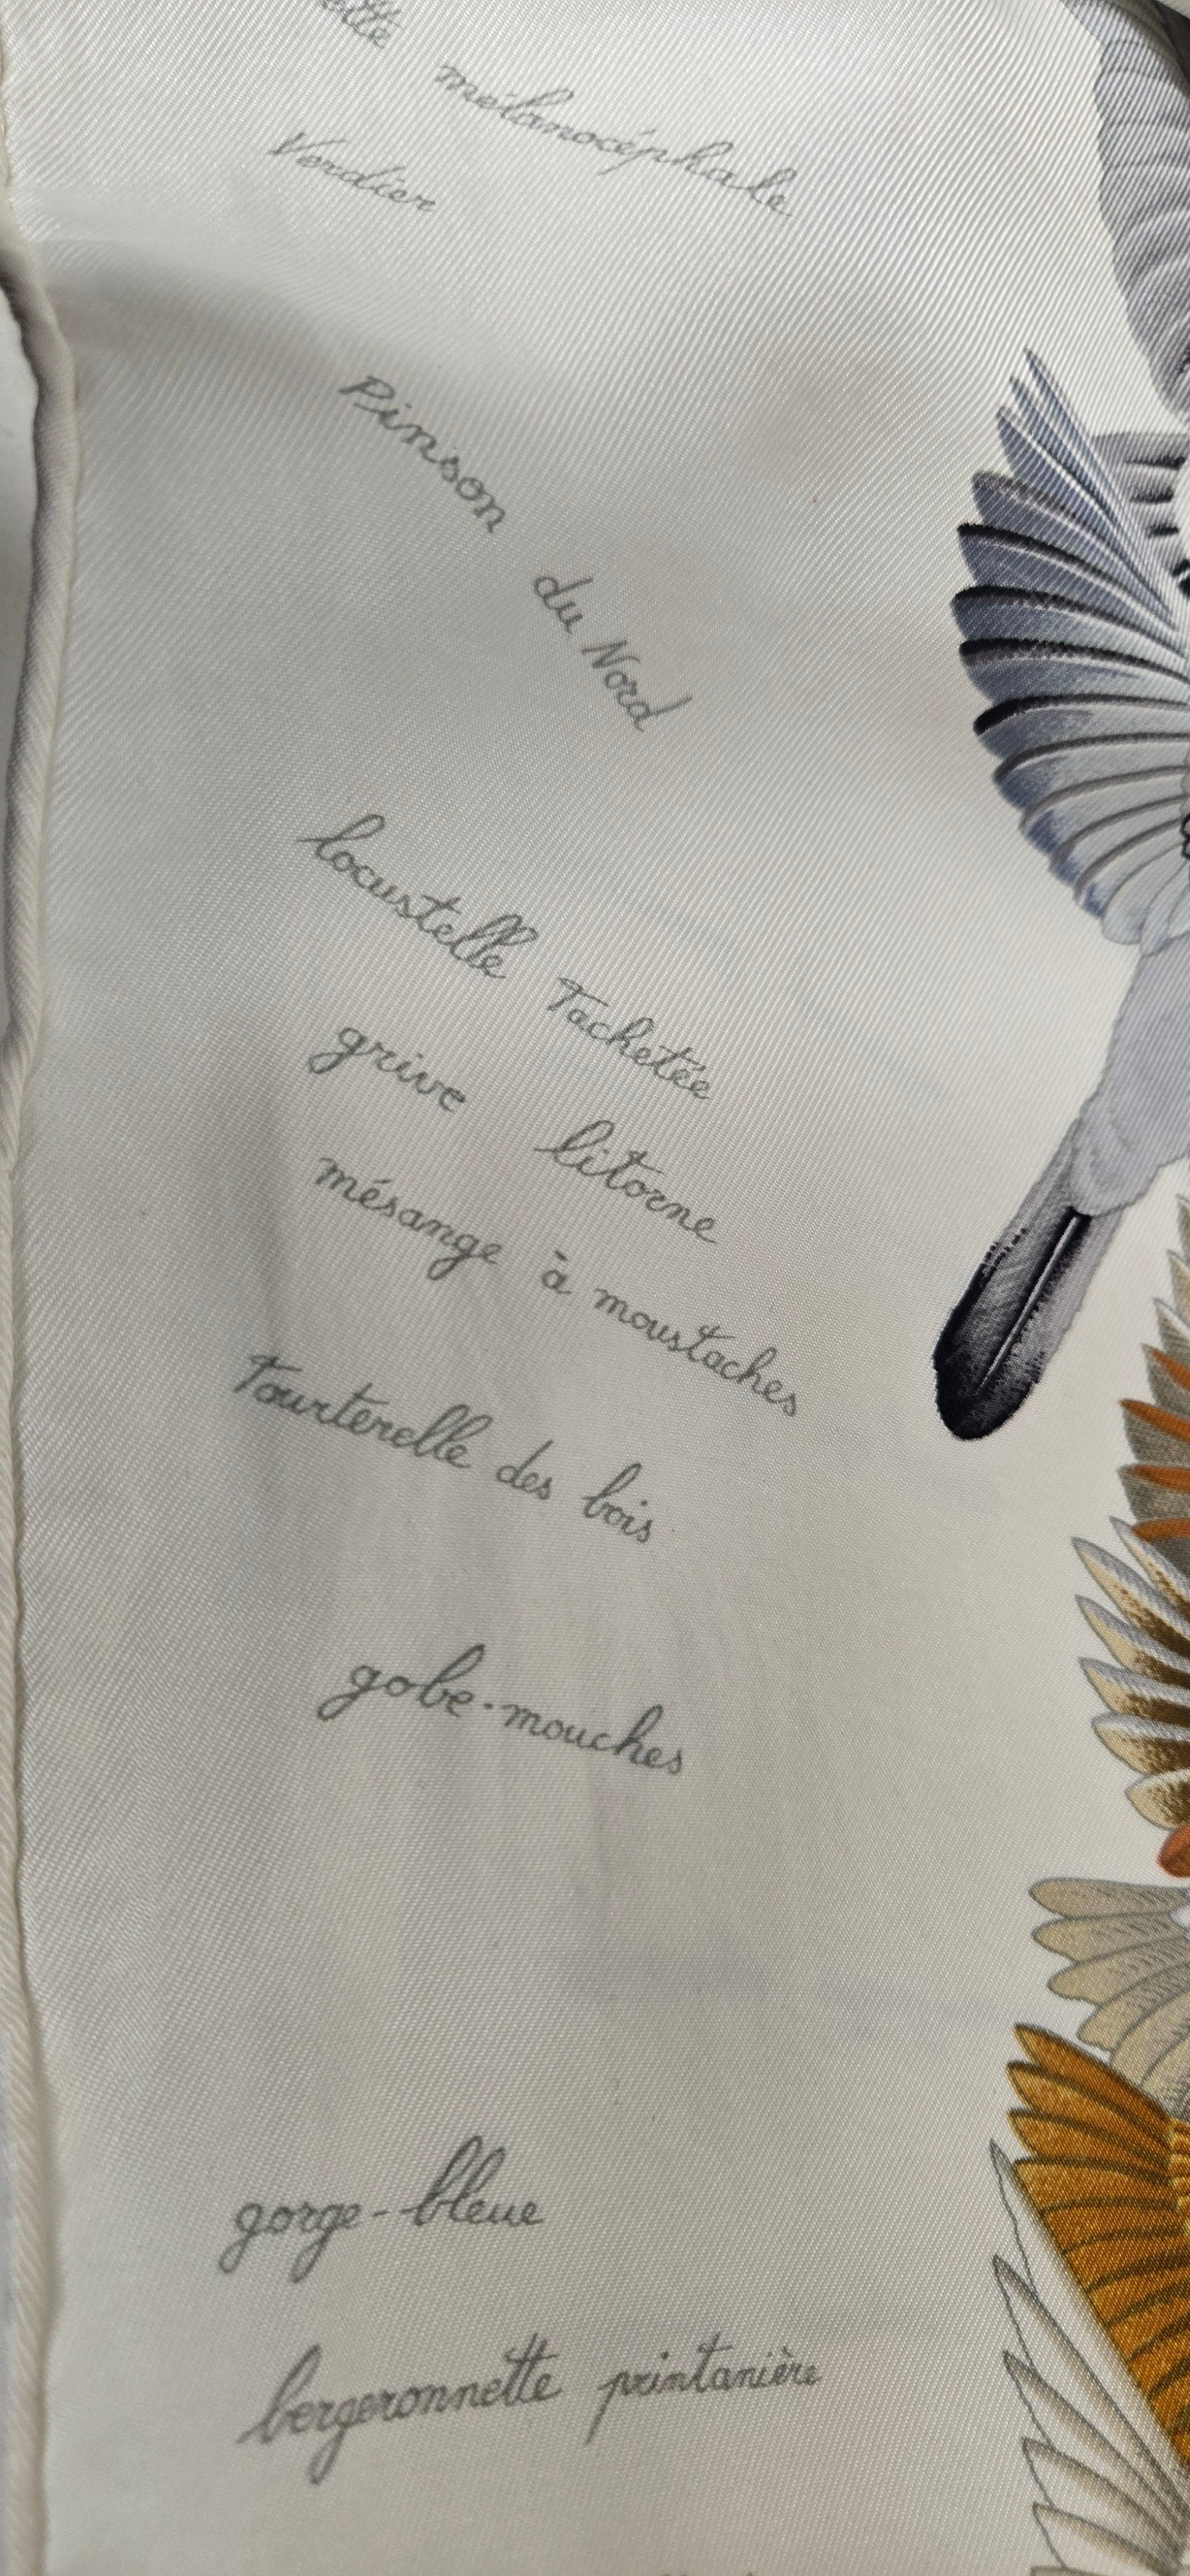 mélanocéphale
Verdier
Pinson du Nord
locustelle Tachetée
grive litorne
mésange à moustaches
Tourterelle des bois
gobe-mouches
gorge-bleue
bergeronnette printanière